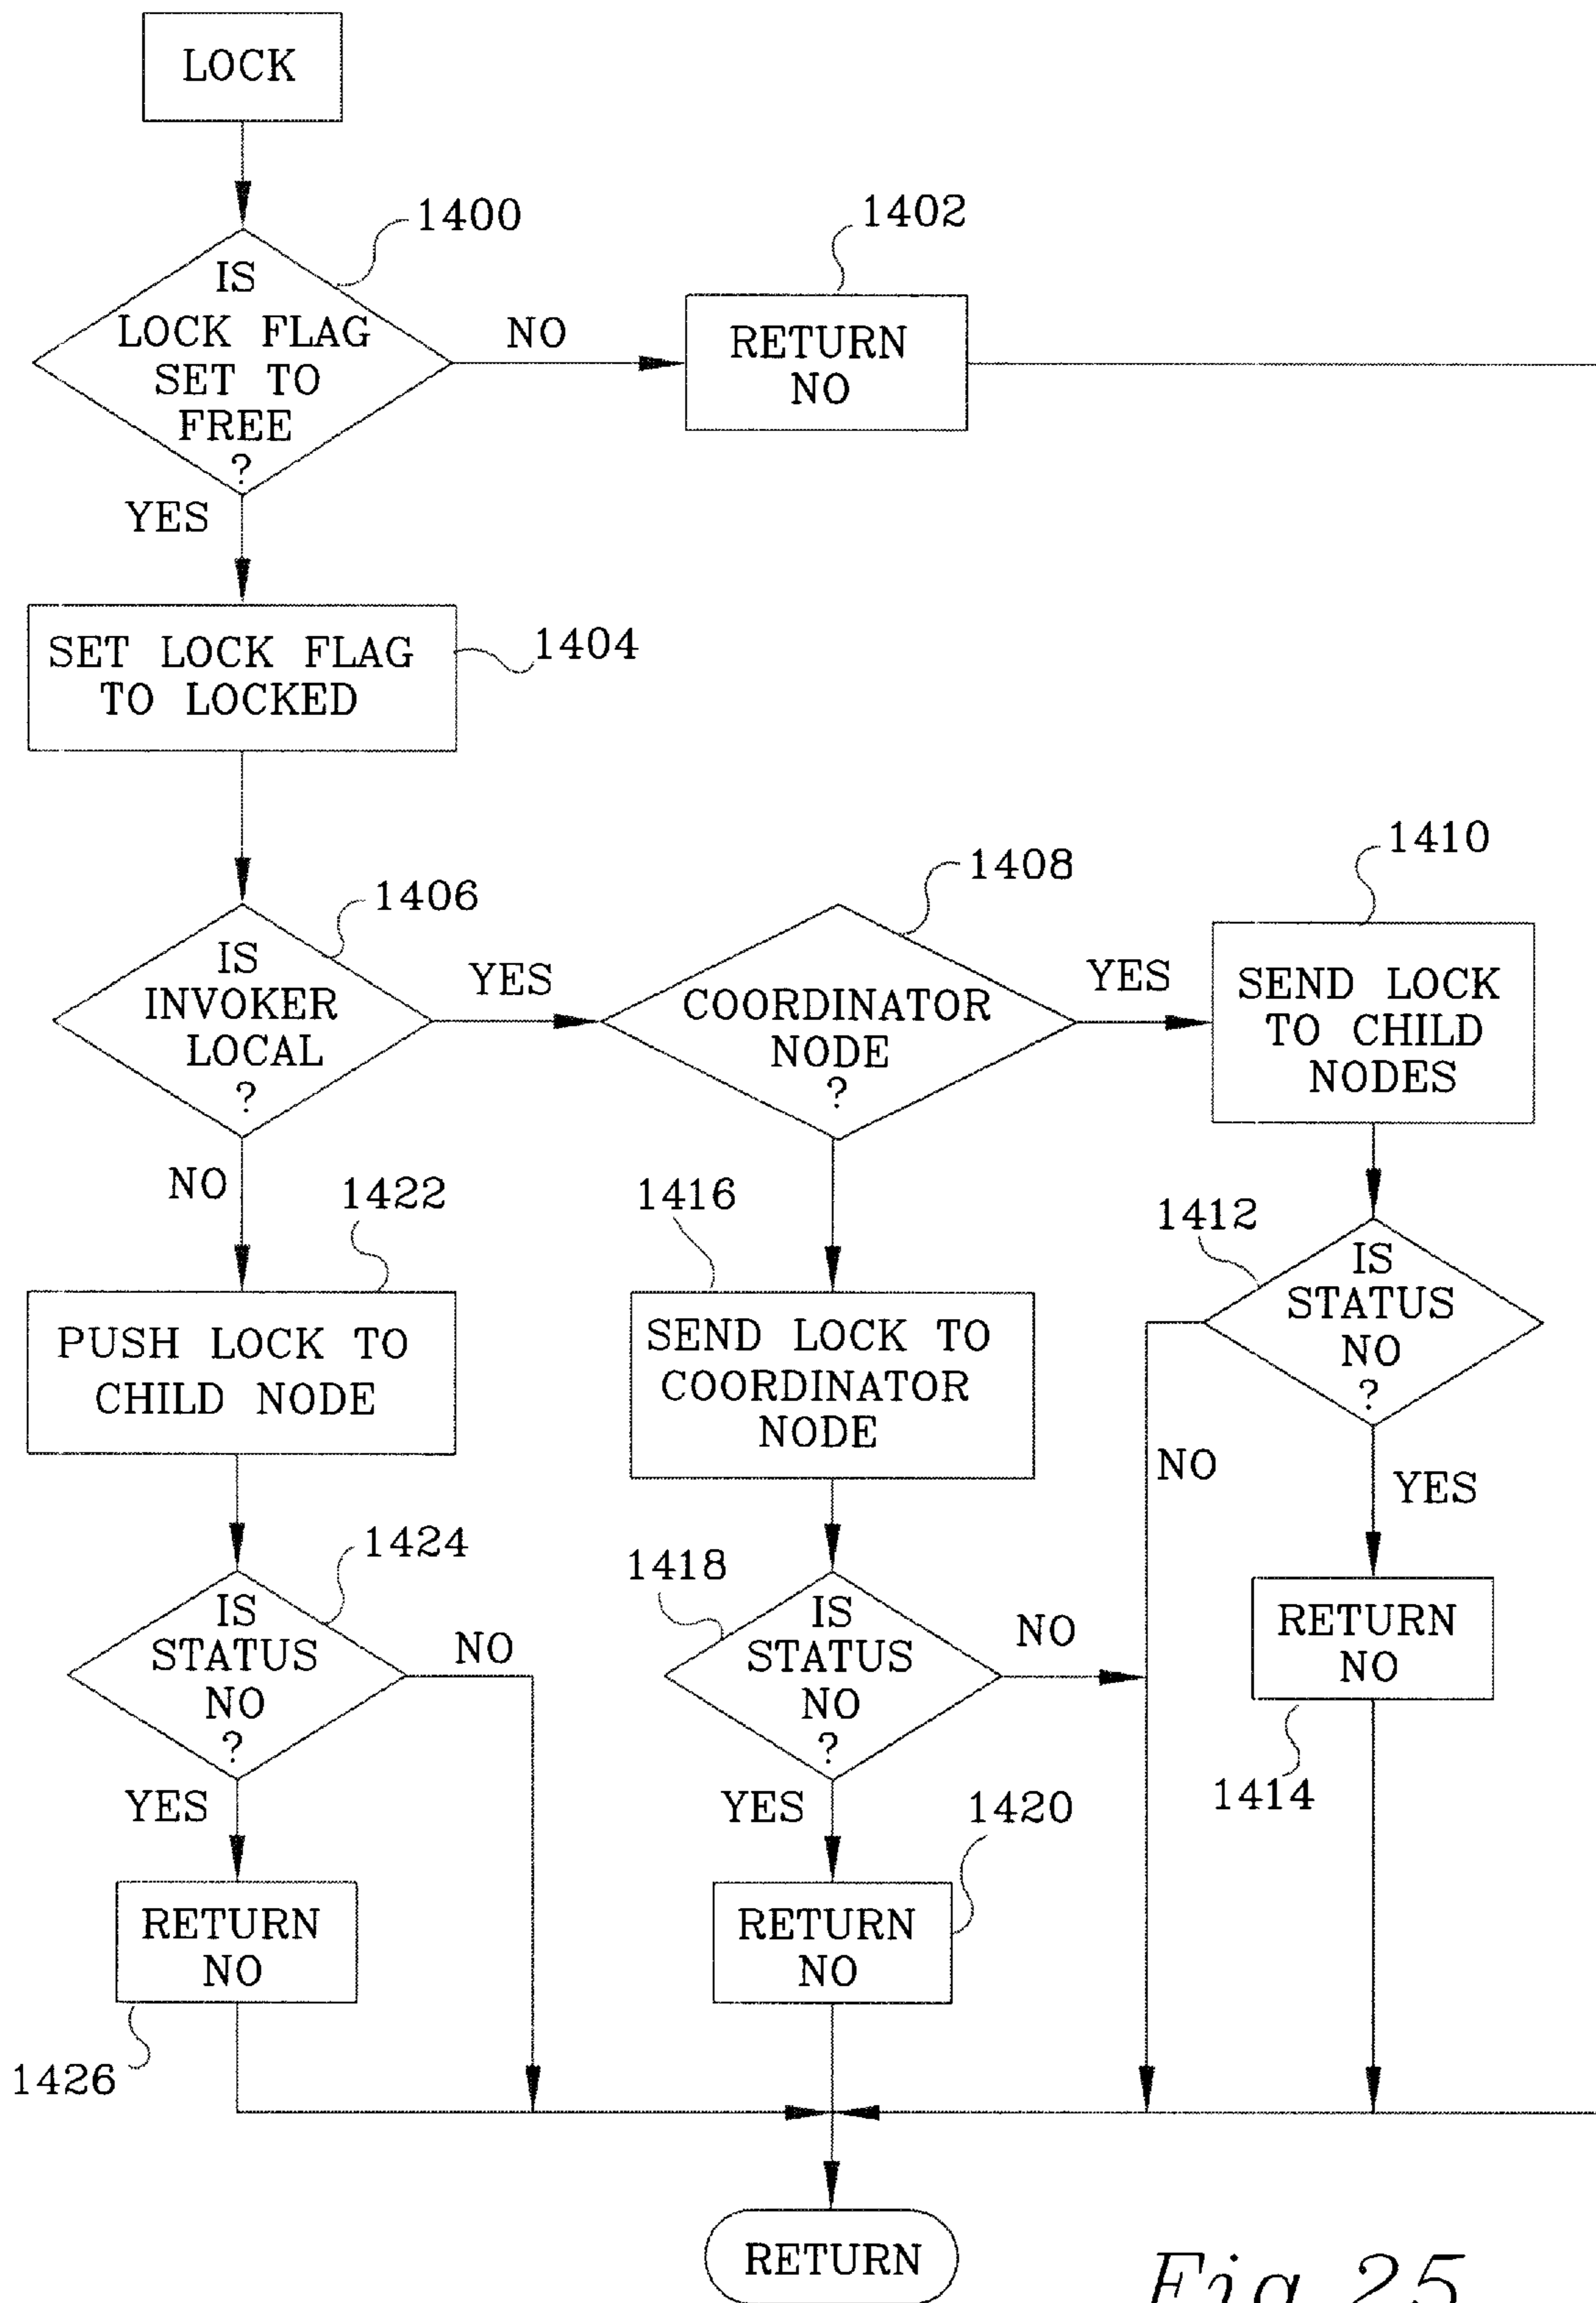 LOCK
1400
1402
IS
LOCK FLAG
SET TO
FREE
?
NO
RETURN
NO
YES
SET LOCK FLAG
TO LOCKED
1404
1406
1408
1410
IS
INVOKER
LOCAL
?
YES
COORDINATOR
NODE
?
YES
SEND LOCK
TO CHILD
NODES
NO
1422
1416
1412
PUSH LOCK TO
CHILD NODE
SEND LOCK TO
COORDINATOR
NODE
IS
STATUS
NO
?
NO
YES
1424
1418
IS
STATUS
NO
?
NO
IS
STATUS
NO
?
NO
RETURN
NO
1414
YES
YES
1420
RETURN
NO
RETURN
NO
1426
RETURN
Fig. 25